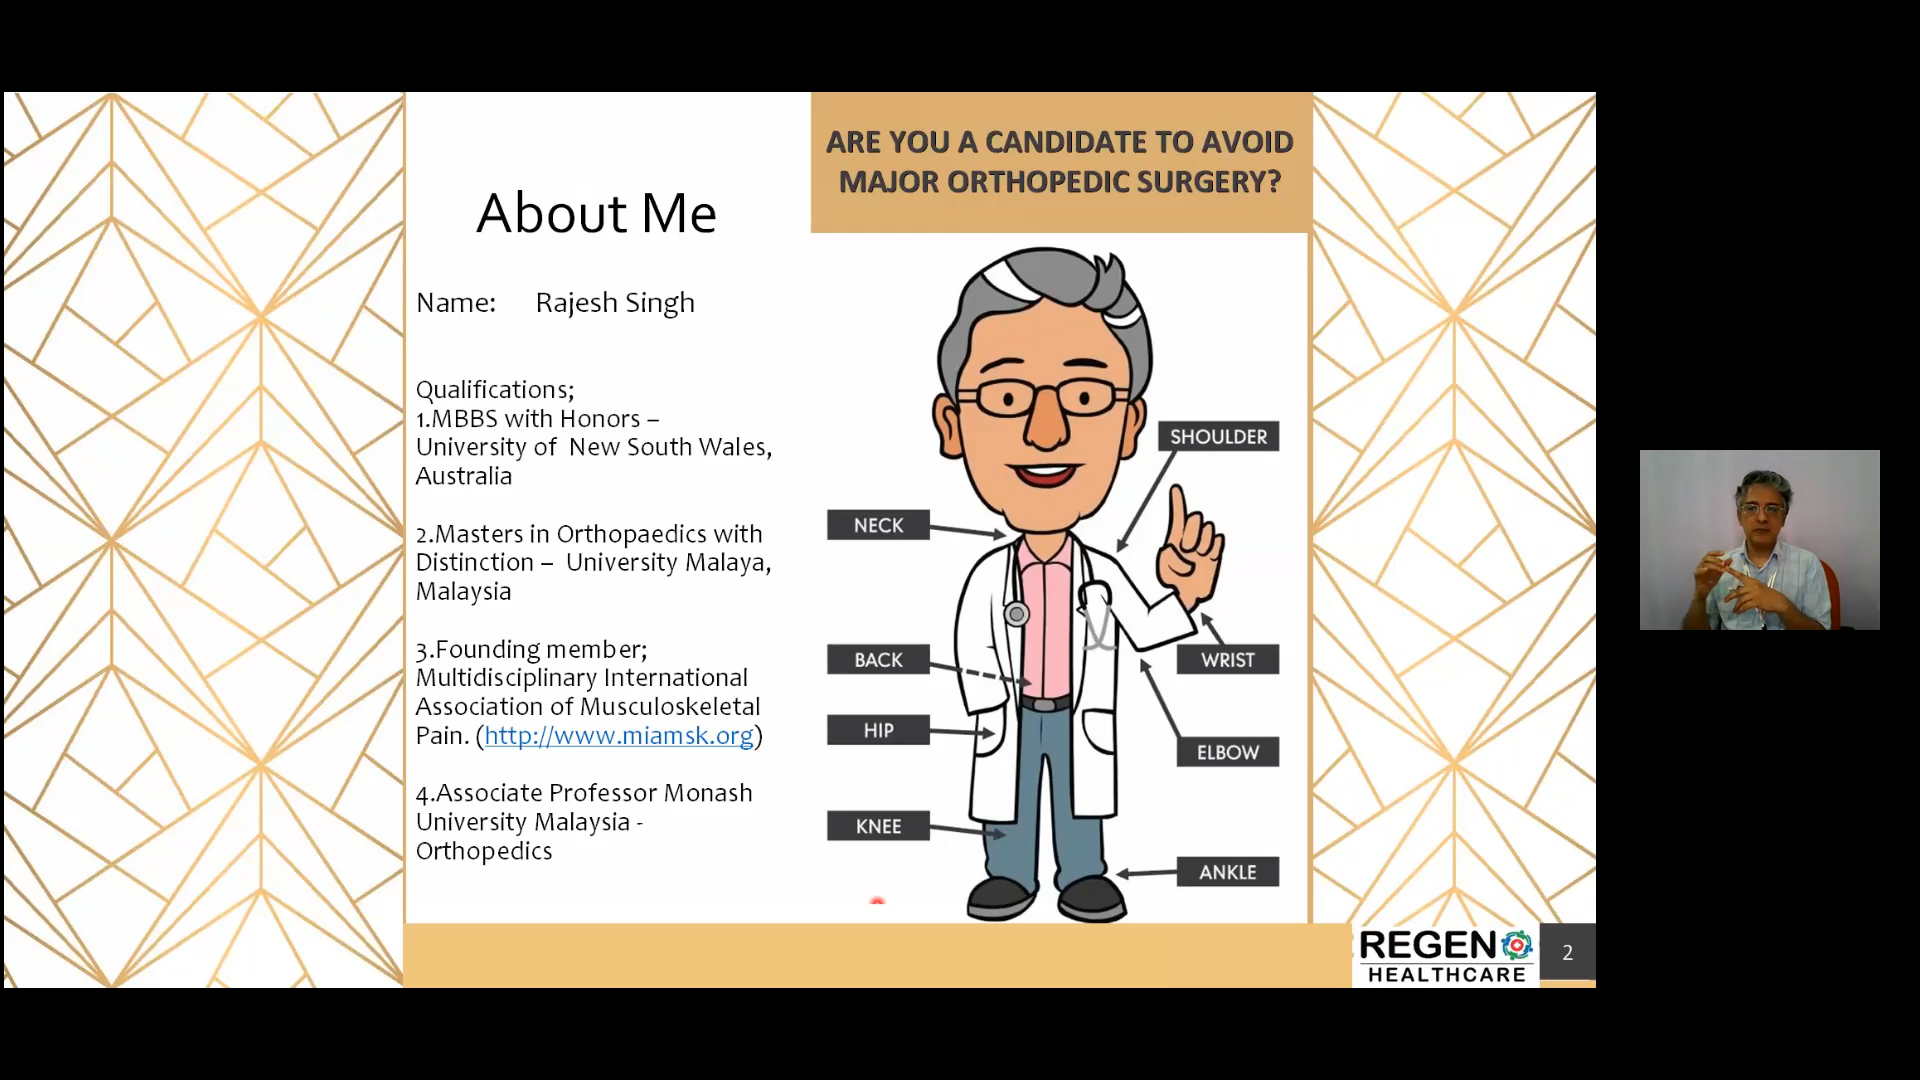 About Me
Name: Rajesh Singh
Qualifications;
1.MBBS with Honors –
University of New South Wales,
Australia
2.Masters in Orthopaedics with
Distinction – University Malaya,
Malaysia
3.Founding member;
Multidisciplinary International
Association of Musculoskeletal
Pain. (http://www.miamsk.org)
4.Associate Professor Monash
University Malaysia -
Orthopedics
ARE YOU A CANDIDATE TO AVOID
MAJOR ORTHOPEDIC SURGERY?
SHOULDER
NECK
BACK
WRIST
HIP
ELBOW
KNEE
ANKLE
REGEN
HEALTHCARE
2